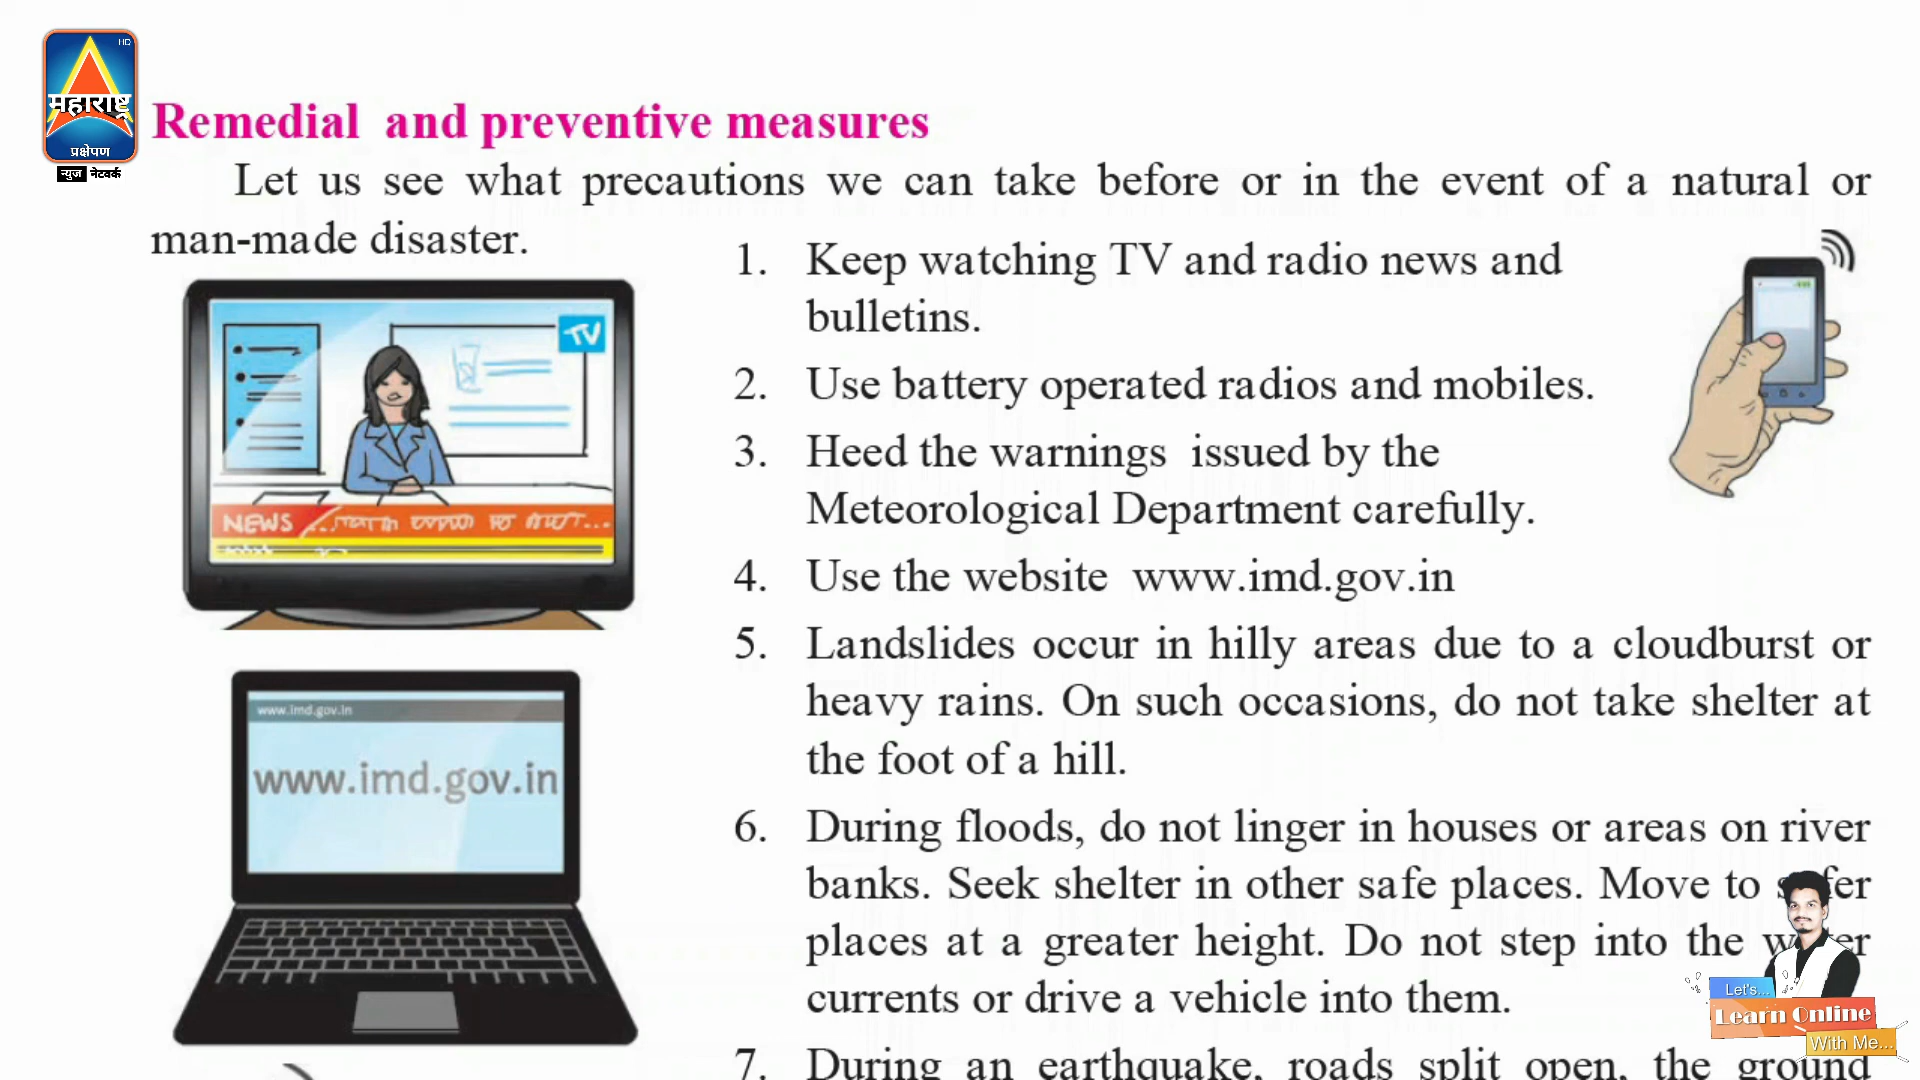 HD
महाराष्ट्र
प्रक्षेपण
न्युज नेटवर्क
Remedial and preventive measures
Let us see what precautions we can take before or in the event of a natural or
man-made disaster.
1. Keep watching TV and radio news and
bulletins.
2. Use battery operated radios and mobiles.
3. Heed the warnings issued by the
Meteorological Department carefully.
4. Use the website www.imd.gov.in
5. Landslides occur in hilly areas due to a cloudburst or
heavy rains. On such occasions, do not take shelter at
the foot of a hill.
6. During floods, do not linger in houses or areas on river
banks. Seek shelter in other safe places. Move to safer
places at a greater height. Do not step into the water
currents or drive a vehicle into them.
7. During an earthquake, roads split open, the ground
TV
NEWS
www.imd.gov.in
www.imd.gov.in
Let's...
Learn Online
With Me...